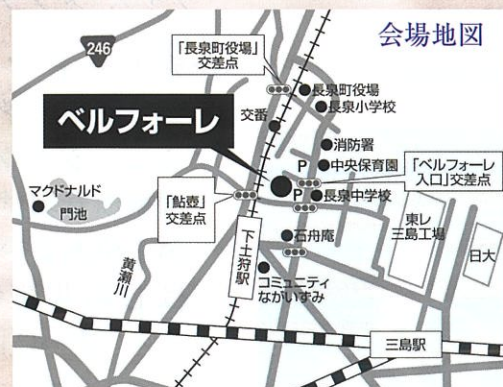 会場地図
246
「長泉町役場」
交差点
長泉町役場
長泉小学校
交番
ベルフォーレ
消防署
P
中央保育園
「ベルフォーレ
入口」交差点
P
長泉中学校
マクドナルド
門池
「鮎壺」
交差点
東レ
三島工場
日大
石舟庵
下土狩駅
黄瀬川
コミュニティ
ながいずみ
三島駅